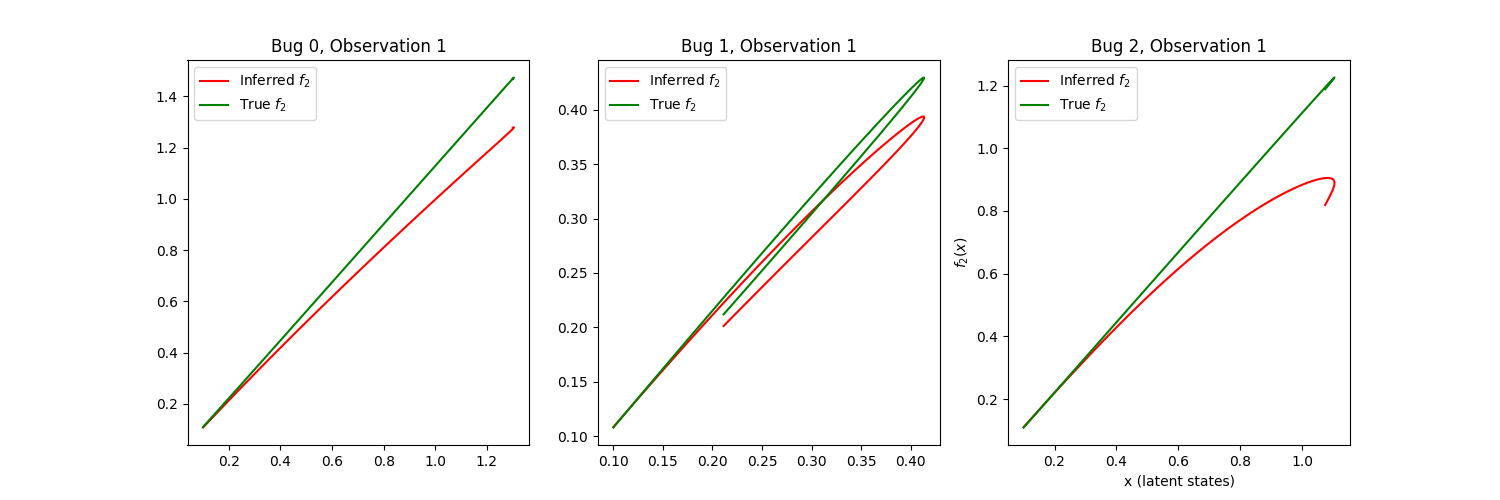 Bug 0, Observation 1
Inferred f₂
True f₂
1.4
1.2
1.0
0.8
0.6
0.4
0.2
0.2 0.4 0.6 0.8 1.0 1.2
Bug 1, Observation 1
Inferred f₂
True f₂
0.40
0.35
0.30
0.25
0.20
0.15
0.10
0.10 0.15 0.20 0.25 0.30 0.35 0.40
Bug 2, Observation 1
Inferred f₂
True f₂
f₂(x)
1.2
1.0
0.8
0.6
0.4
0.2
0.2 0.4 0.6 0.8 1.0
x (latent states)